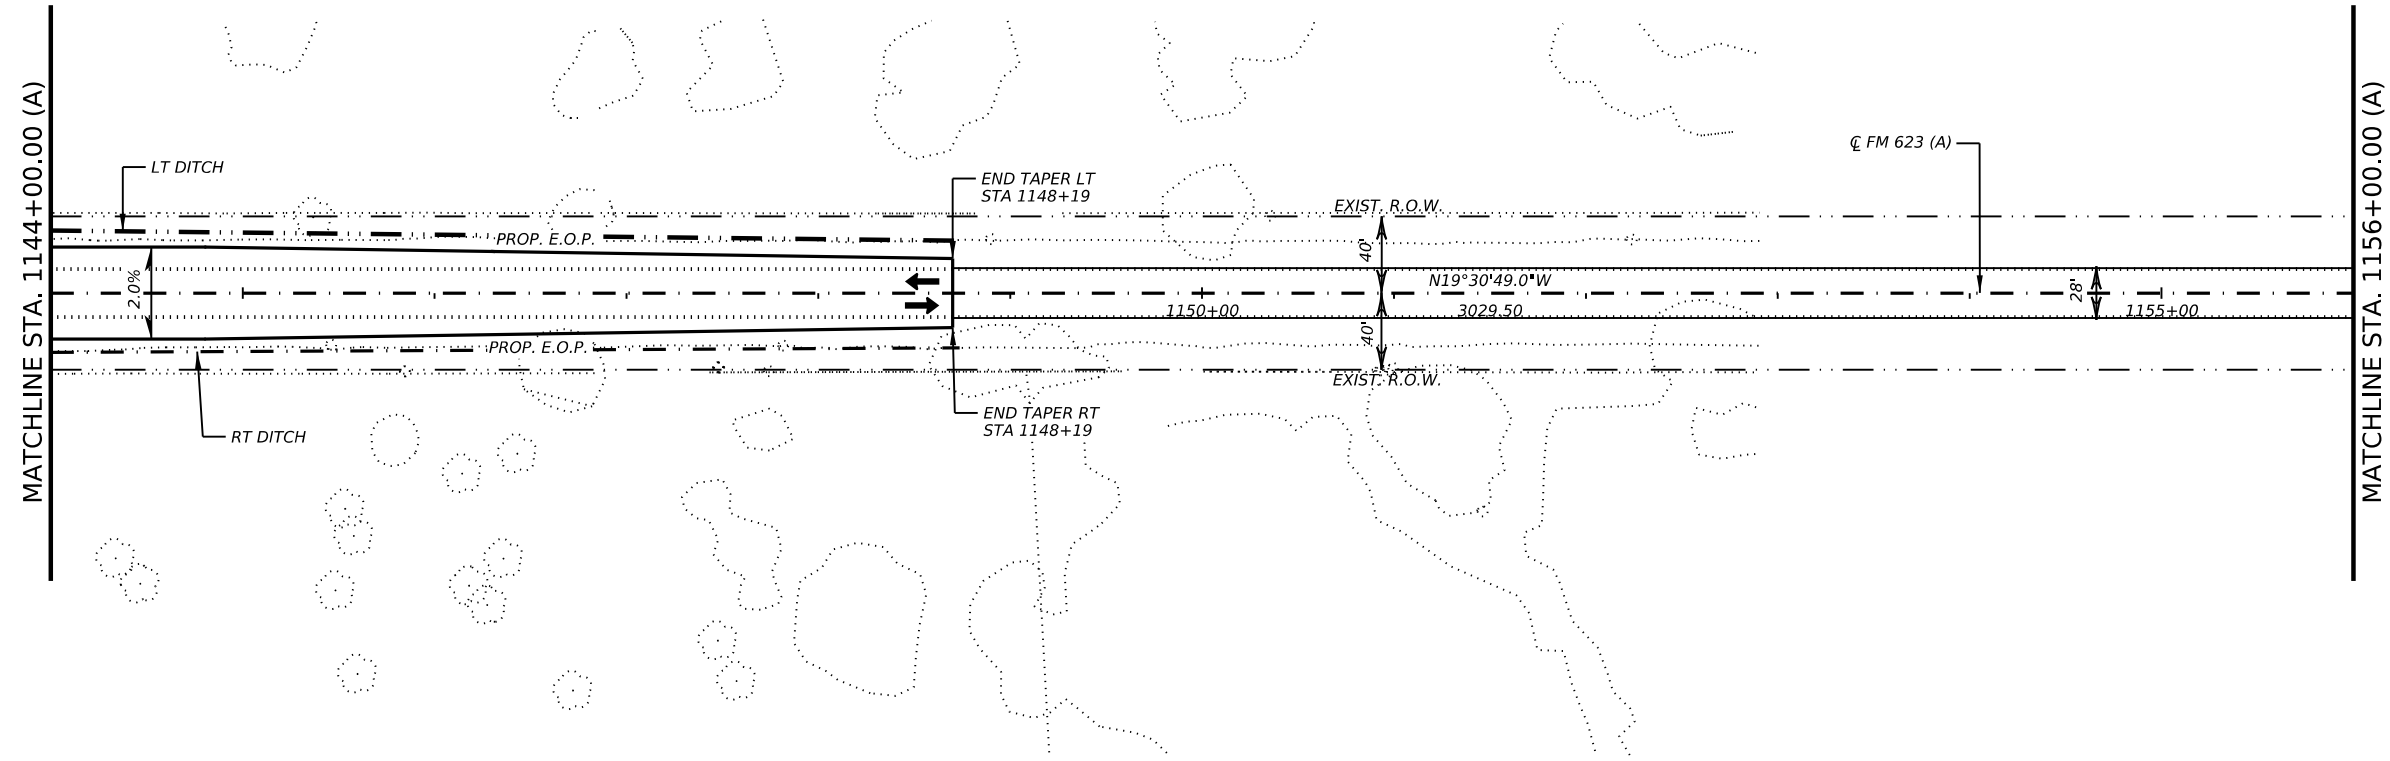 MATCHLINE STA. 1144+00.00 (A)
LT DITCH
END TAPER LT
STA 1148+19
EXIST. R.O.W.
℄ FM 623 (A)
MATCHLINE STA. 1156+00.00 (A)
PROP. E.O.P.
40'
2.0%
N19°30'49.0"W
28'
1150+00
3029.50
1155+00
40'
PROP. E.O.P.
EXIST. R.O.W.
END TAPER RT
STA 1148+19
RT DITCH